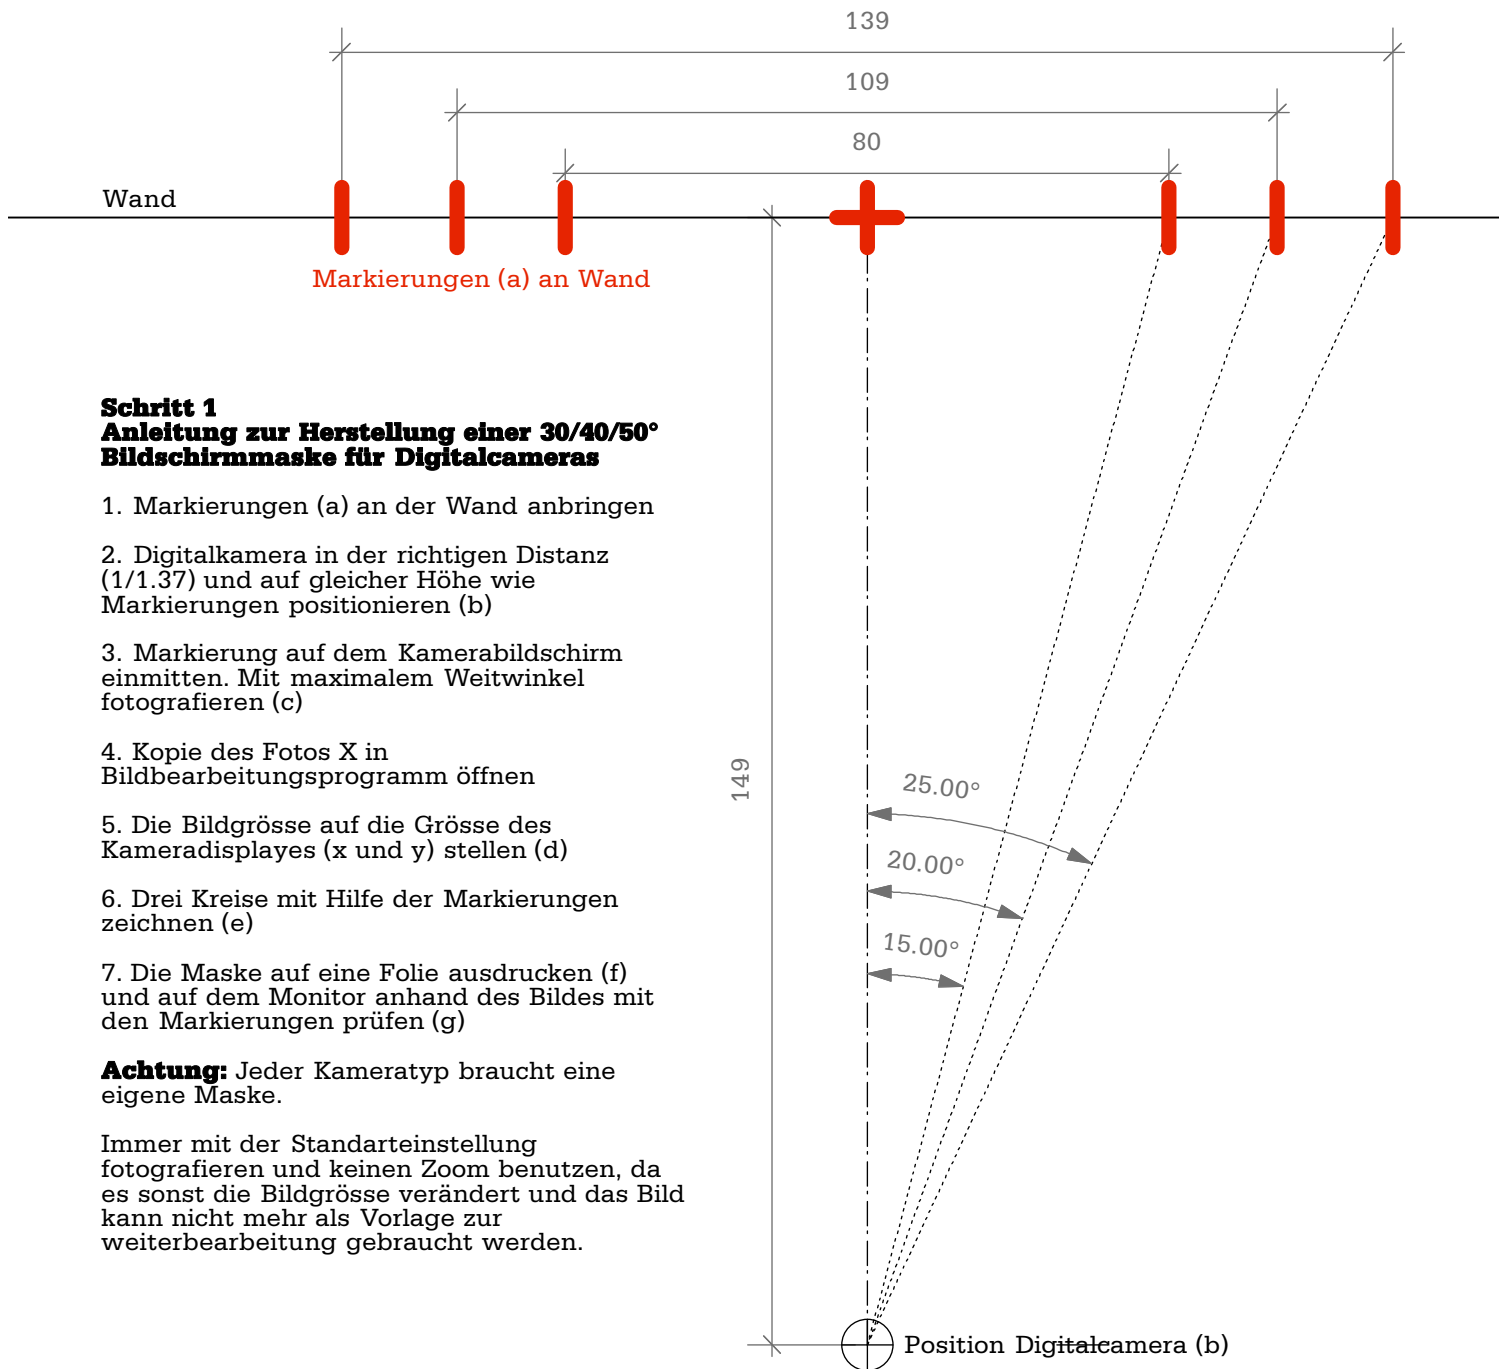 139
109
80
Wand
Markierungen (a) an Wand
Schritt 1
Anleitung zur Herstellung einer 30/40/50°
Bildschirmmaske für Digitalcameras
1. Markierungen (a) an der Wand anbringen
2. Digitalkamera in der richtigen Distanz
(1/1.37) und auf gleicher Höhe wie
Markierungen positionieren (b)
3. Markierung auf dem Kamerabildschirm
einmitten. Mit maximalem Weitwinkel
fotografieren (c)
4. Kopie des Fotos X in
Bildbearbeitungsprogramm öffnen
5. Die Bildgrösse auf die Grösse des
Kameradisplayes (x und y) stellen (d)
6. Drei Kreise mit Hilfe der Markierungen
zeichnen (e)
7. Die Maske auf eine Folie ausdrucken (f)
und auf dem Monitor anhand des Bildes mit
den Markierungen prüfen (g)
Achtung: Jeder Kameratyp braucht eine
eigene Maske.
Immer mit der Standarteinstellung
fotografieren und keinen Zoom benutzen, da
es sonst die Bildgrösse verändert und das Bild
kann nicht mehr als Vorlage zur
weiterbearbeitung gebraucht werden.
149
25.00°
20.00°
15.00°
Position Digitalcamera (b)